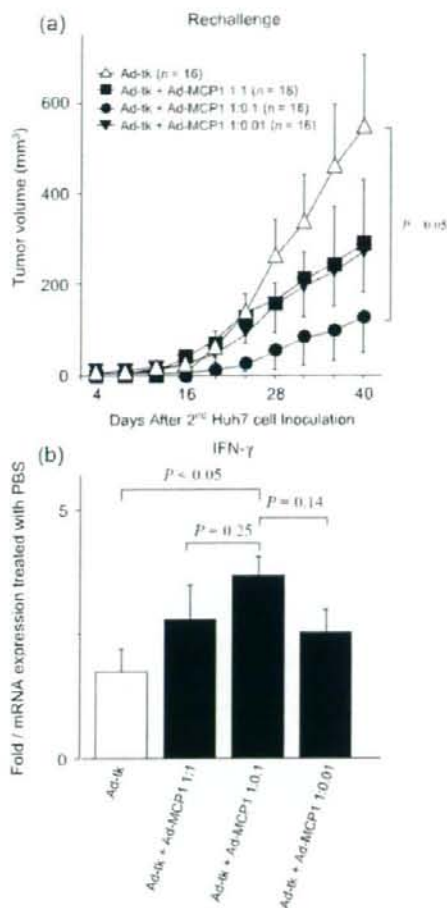 (a)
Rechallenge
Ad-tk (n = 16)
Ad-tk + Ad-MCP1 1:1 (n = 16)
Ad-tk + Ad-MCP1 1:0.1 (n = 16)
Ad-tk + Ad-MCP1 1:0.01 (n = 16)
Tumor volume (mm³)
600
400
200
0
4
16
28
40
Days After 2nd Huh7 cell Inoculation
(b)
IFN-γ
P < 0.05
P = 0.25
P = 0.14
Fold / mRNA expression treated with PBS
5
0
Ad-tk
Ad-tk + Ad-MCP1 1:1
Ad-tk + Ad-MCP1 1:0.1
Ad-tk + Ad-MCP1 1:0.01